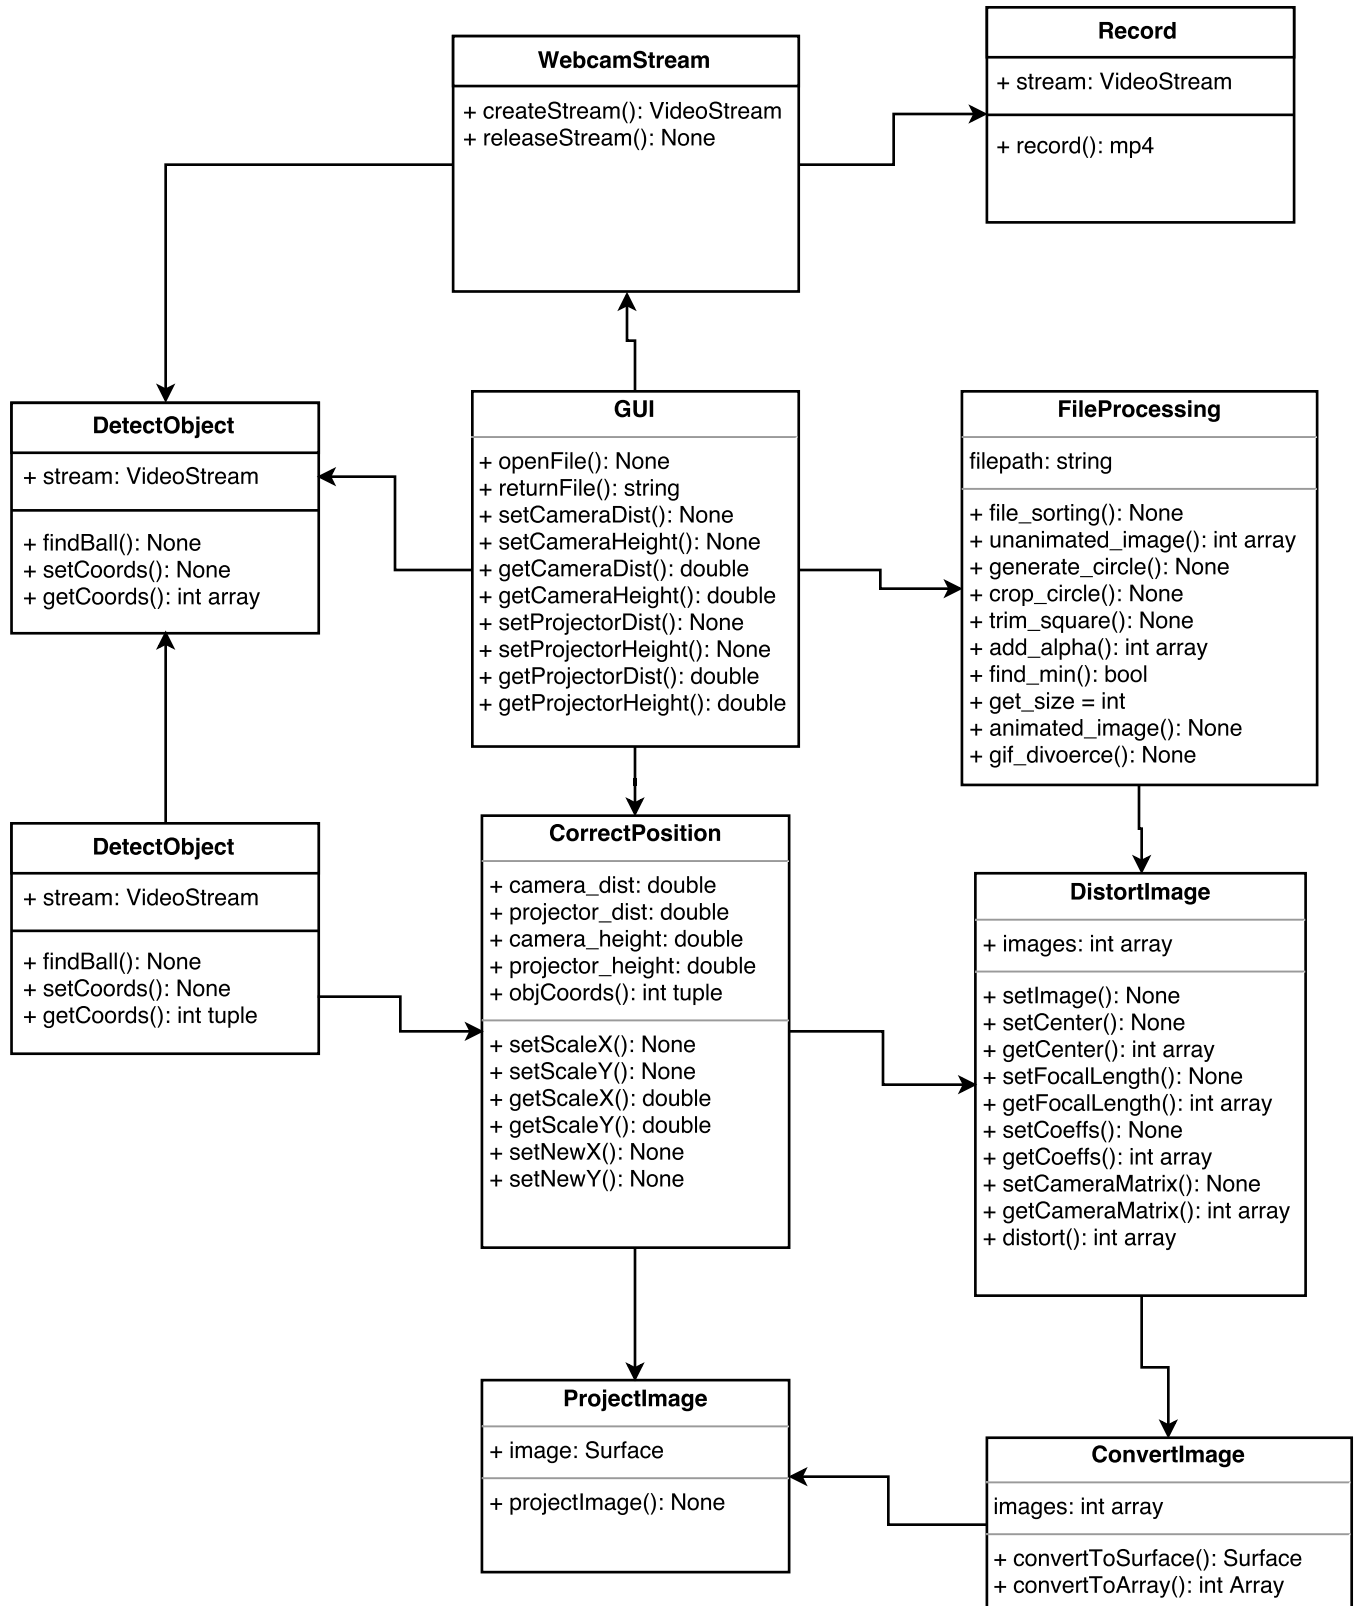 WebcamStream
+ createStream(): VideoStream
+ releaseStream(): None
Record
+ stream: VideoStream
+ record(): mp4
DetectObject
+ stream: VideoStream
+ findBall(): None
+ setCoords(): None
+ getCoords(): int array
GUI
+ openFile(): None
+ returnFile(): string
+ setCameraDist(): None
+ setCameraHeight(): None
+ getCameraDist(): double
+ getCameraHeight(): double
+ setProjectorDist(): None
+ setProjectorHeight(): None
+ getProjectorDist(): double
+ getProjectorHeight(): double
FileProcessing
filepath: string
+ file_sorting(): None
+ unanimated_image(): int array
+ generate_circle(): None
+ crop_circle(): None
+ trim_square(): None
+ add_alpha(): int array
+ find_min(): bool
+ get_size = int
+ animated_image(): None
+ gif_divoerce(): None
DetectObject
+ stream: VideoStream
+ findBall(): None
+ setCoords(): None
+ getCoords(): int tuple
CorrectPosition
+ camera_dist: double
+ projector_dist: double
+ camera_height: double
+ projector_height: double
+ objCoords(): int tuple
+ setScaleX(): None
+ setScaleY(): None
+ getScaleX(): double
+ getScaleY(): double
+ setNewX(): None
+ setNewY(): None
DistortImage
+ images: int array
+ setImage(): None
+ setCenter(): None
+ getCenter(): int array
+ setFocalLength(): None
+ getFocalLength(): int array
+ setCoeffs(): None
+ getCoeffs(): int array
+ setCameraMatrix(): None
+ getCameraMatrix(): int array
+ distort(): int array
ProjectImage
+ image: Surface
+ projectImage(): None
ConvertImage
images: int array
+ convertToSurface(): Surface
+ convertToArray(): int Array